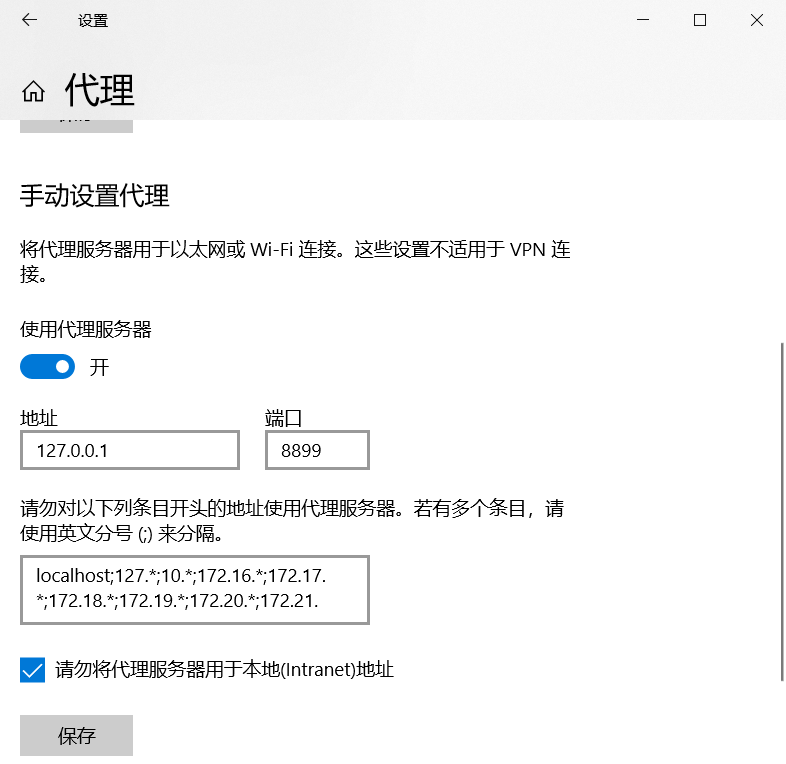 设置
代理
手动设置代理
将代理服务器用于以太网或 Wi-Fi 连接。这些设置不适用于 VPN 连
接。
使用代理服务器
开
地址
端口
127.0.0.1
8899
请勿对以下列条目开头的地址使用代理服务器。若有多个条目，请
使用英文分号 (;) 来分隔。
localhost;127.*;10.*;172.16.*;172.17.
*;172.18.*;172.19.*;172.20.*;172.21.
请勿将代理服务器用于本地(Intranet)地址
保存